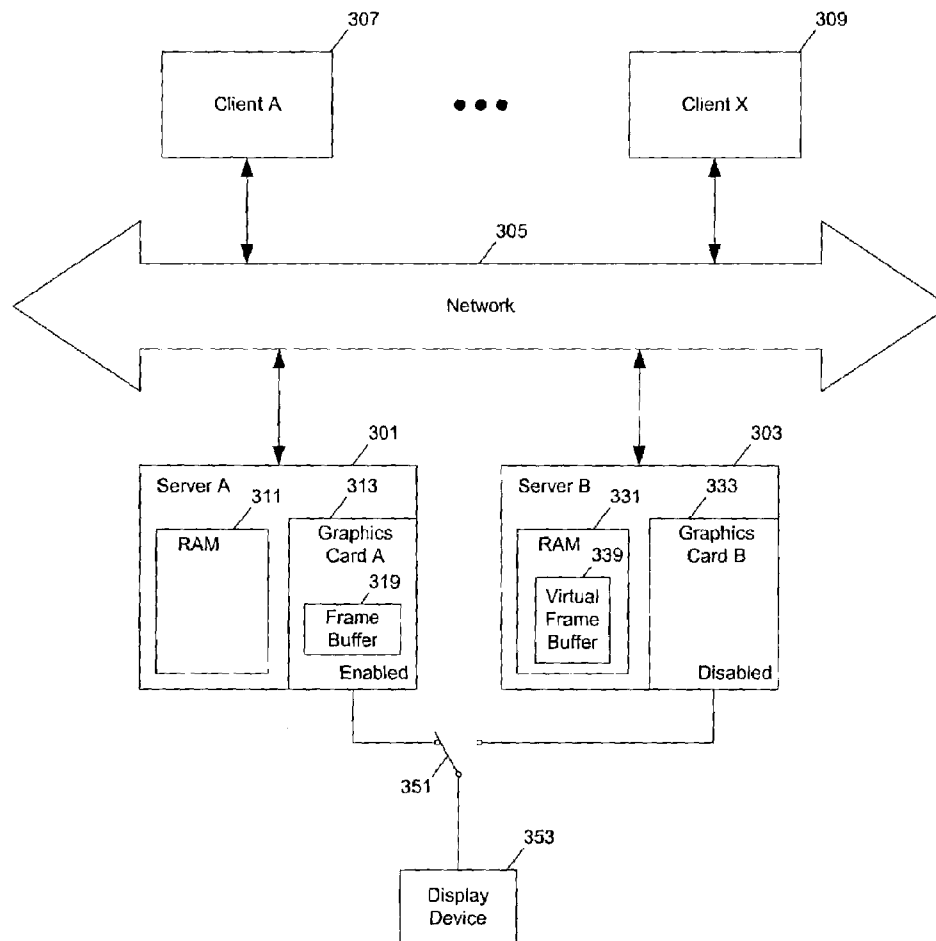 307
309
Client A
Client X
305
Network
301
303
Server A
311
313
Server B
331
333
RAM
Graphics
Card A
RAM
339
Graphics
Card B
319
Frame
Buffer
Virtual
Frame
Buffer
Enabled
Disabled
351
353
Display
Device